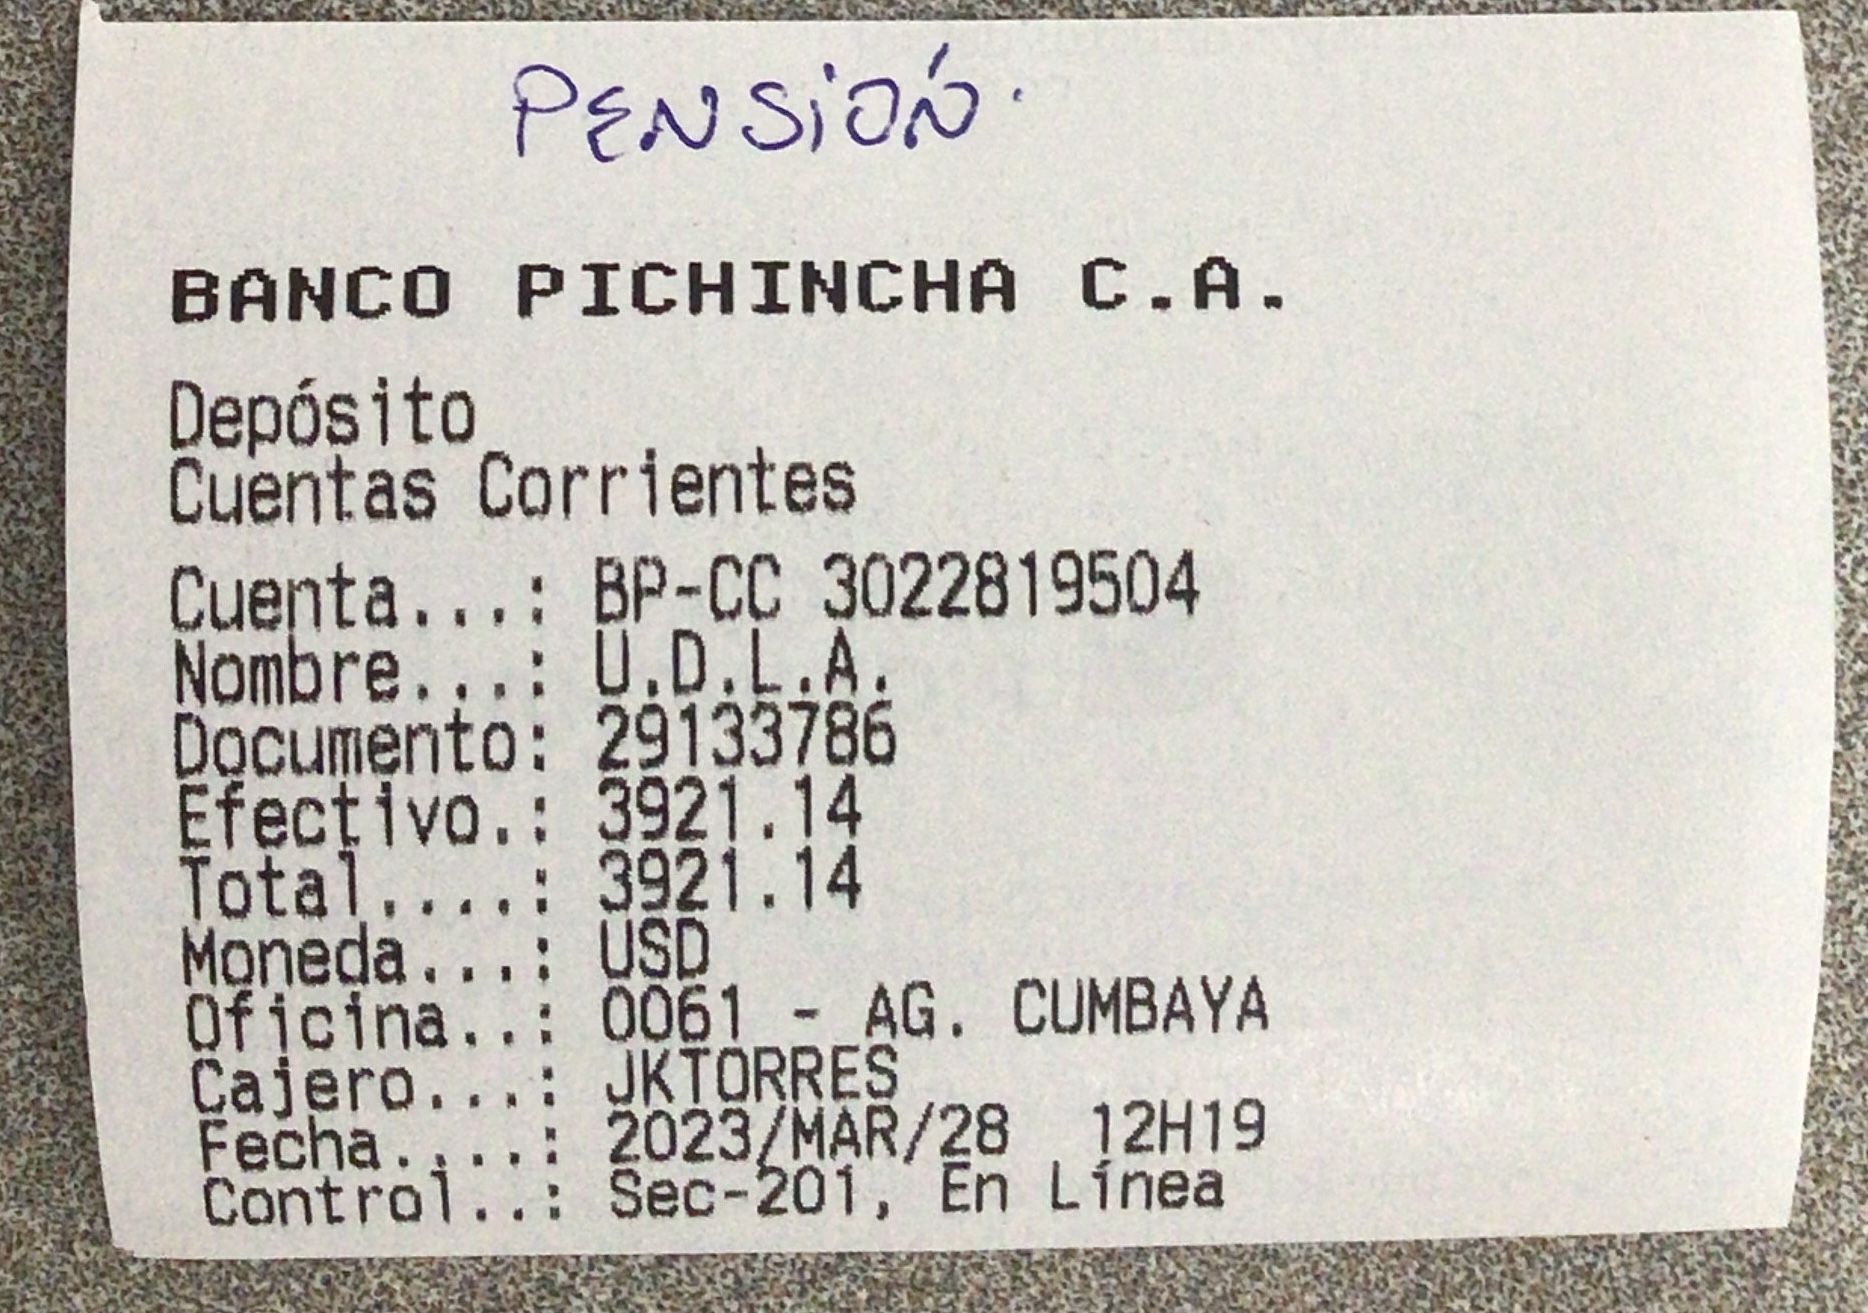 PENSIÓN.
BANCO PICHINCHA C.A.
Depósito
Cuentas Corrientes
Cuenta...: BP-CC 3022819504
Nombre...: U.D.L.A.
Documento: 29133786
Efectivo.: 3921.14
Total....: 3921.14
Moneda...: USD
Oficina..: 0061 - AG. CUMBAYA
Cajero...: JKTORRES
Fecha....: 2023/MAR/28  12H19
Control..: Sec-201, En Línea